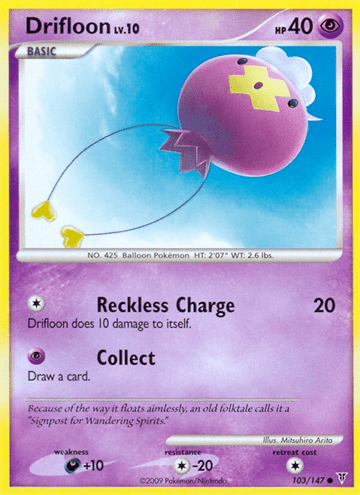 Drifloon LV.10 HP 40
BASIC
NO. 425 Balloon Pokémon HT: 2'07" WT: 2.6 lbs.
Reckless Charge 20
Drifloon does 10 damage to itself.
Collect
Draw a card.
Because of the way it floats aimlessly, an old folktale calls it a
"Signpost for Wandering Spirits."
Illus. Mitsuhiro Arita
weakness resistance retreat cost
+10 -20
©2009 Pokémon/Nintendo 103/147